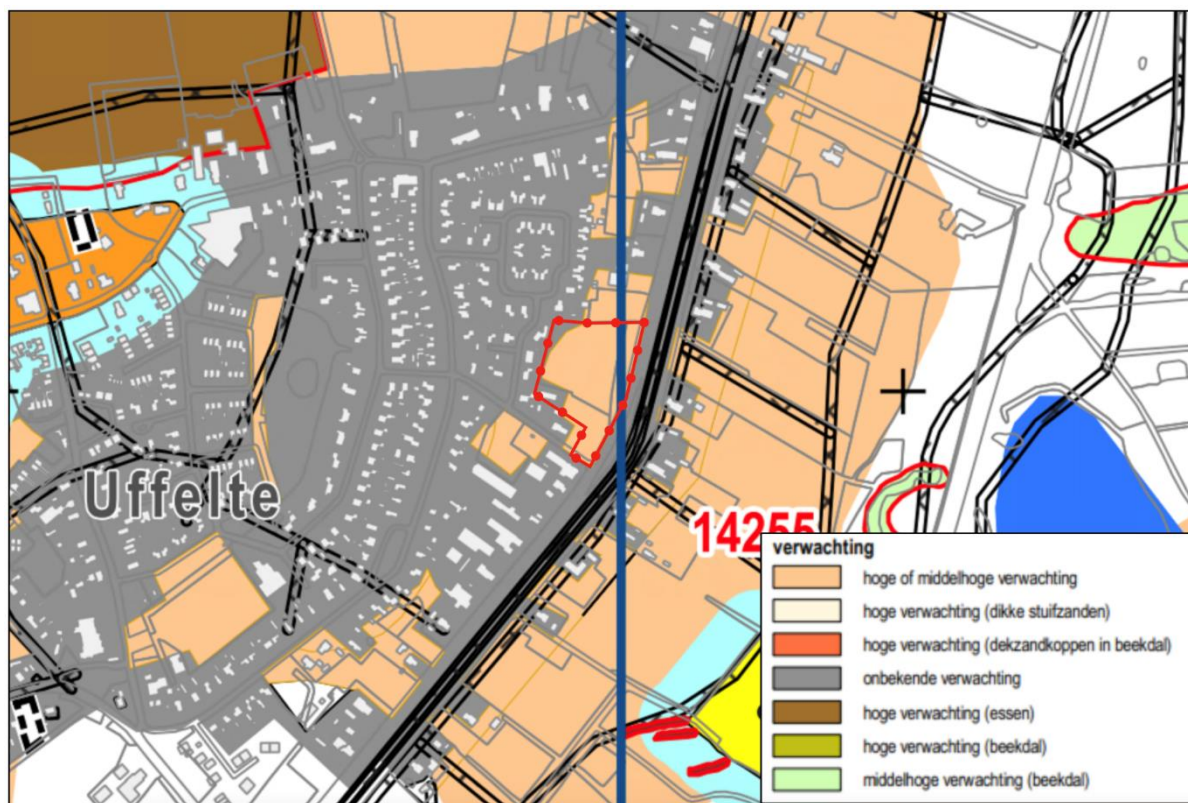 Uffelte
14255
verwachting
hoge of middelhoge verwachting
hoge verwachting (dikke stuifzanden)
hoge verwachting (dekzandkoppen in beekdal)
onbekende verwachting
hoge verwachting (essen)
hoge verwachting (beekdal)
middelhoge verwachting (beekdal)